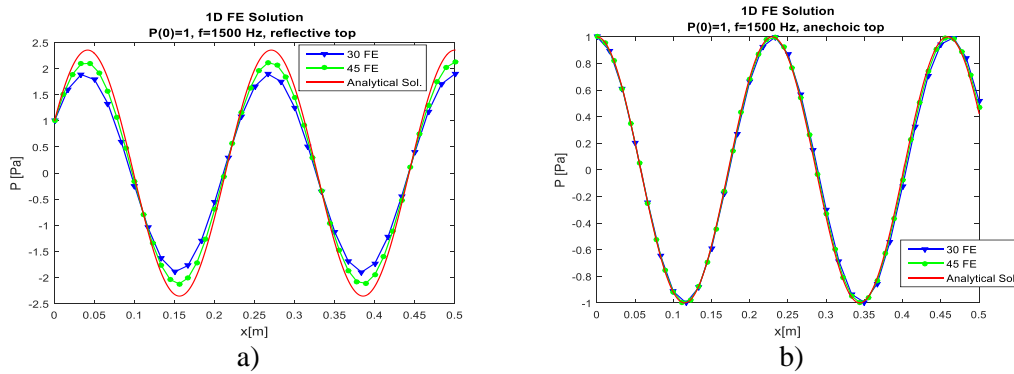 1D FE Solution
P(0)=1, f=1500 Hz, reflective top
2.5
2
1.5
1
0.5
0
-0.5
-1
-1.5
-2
-2.5
P [Pa]
30 FE
45 FE
Analytical Sol.
0 0.05 0.1 0.15 0.2 0.25 0.3 0.35 0.4 0.45 0.5
x[m]
a)
1D FE Solution
P(0)=1, f=1500 Hz, anechoic top
1
0.8
0.6
0.4
0.2
0
-0.2
-0.4
-0.6
-0.8
-1
P [Pa]
30 FE
45 FE
Analytical Sol.
0 0.05 0.1 0.15 0.2 0.25 0.3 0.35 0.4 0.45 0.5
x[m]
b)